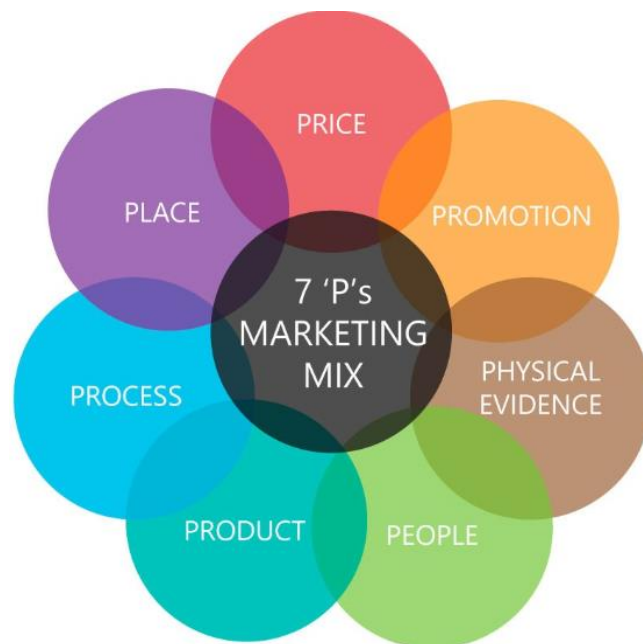 PRICE
PROMOTION
PLACE
7 ‘P’s
MARKETING
MIX
PHYSICAL
EVIDENCE
PROCESS
PRODUCT
PEOPLE